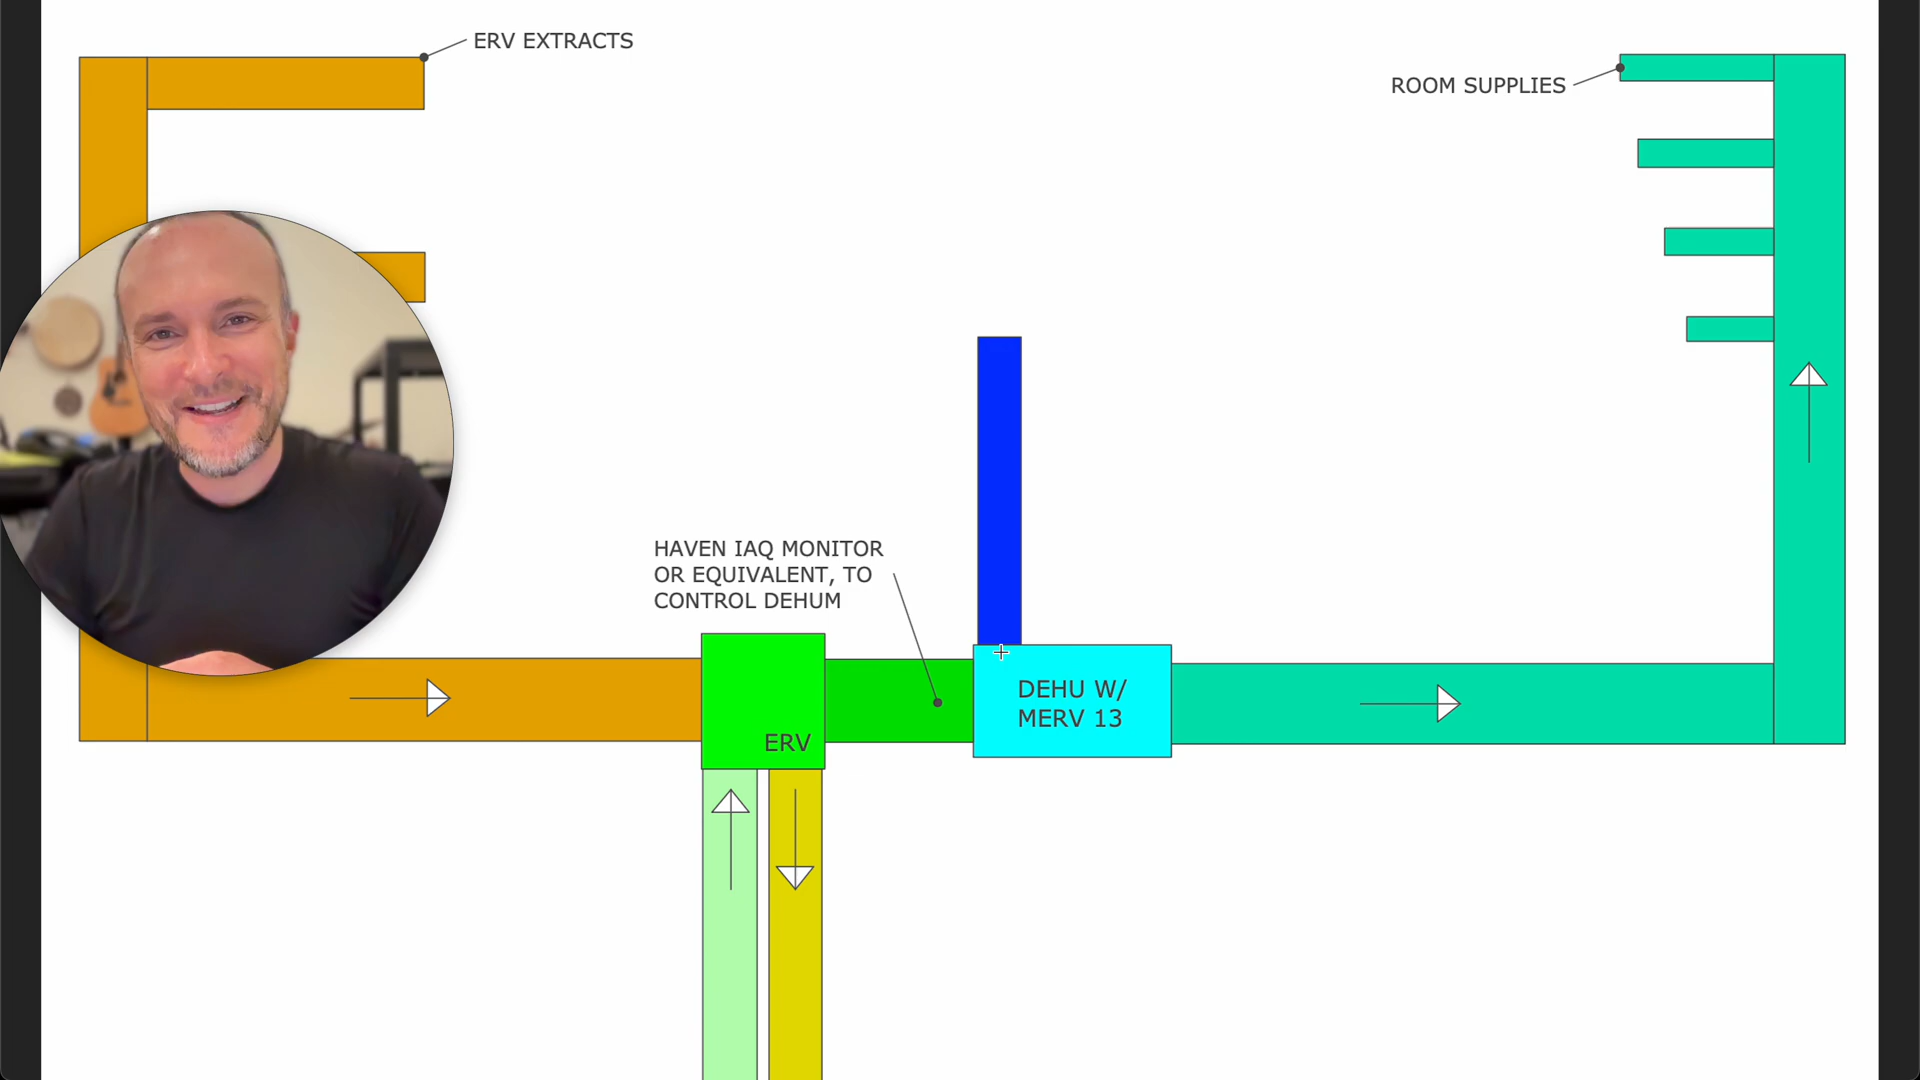 ERV EXTRACTS
ROOM SUPPLIES
HAVEN IAQ MONITOR
OR EQUIVALENT, TO
CONTROL DEHUM
DEHU W/
MERV 13
ERV